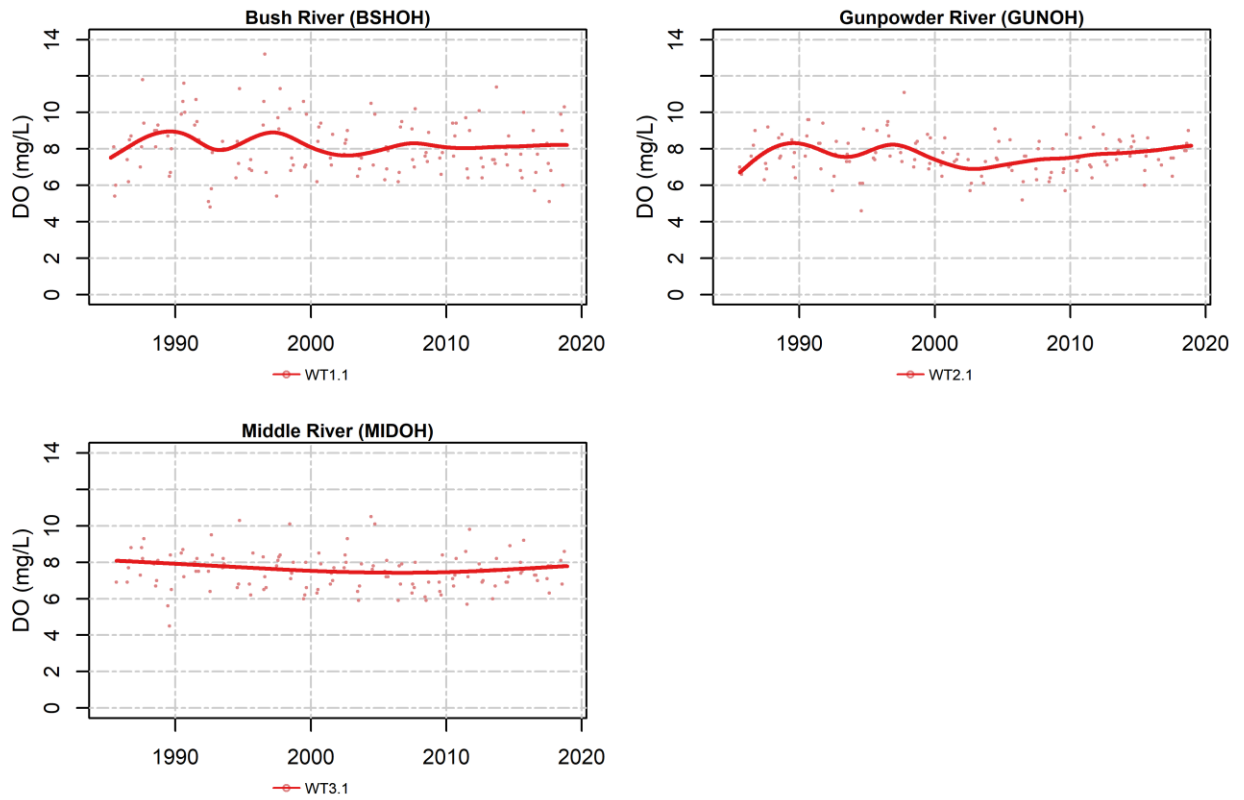 Bush River (BSHOH)
DO (mg/L)
0 2 4 6 8 10 14
1990 2000 2010 2020
WT1.1
Gunpowder River (GUNOH)
DO (mg/L)
0 2 4 6 8 10 14
1990 2000 2010 2020
WT2.1
Middle River (MIDOH)
DO (mg/L)
0 2 4 6 8 10 14
1990 2000 2010 2020
WT3.1